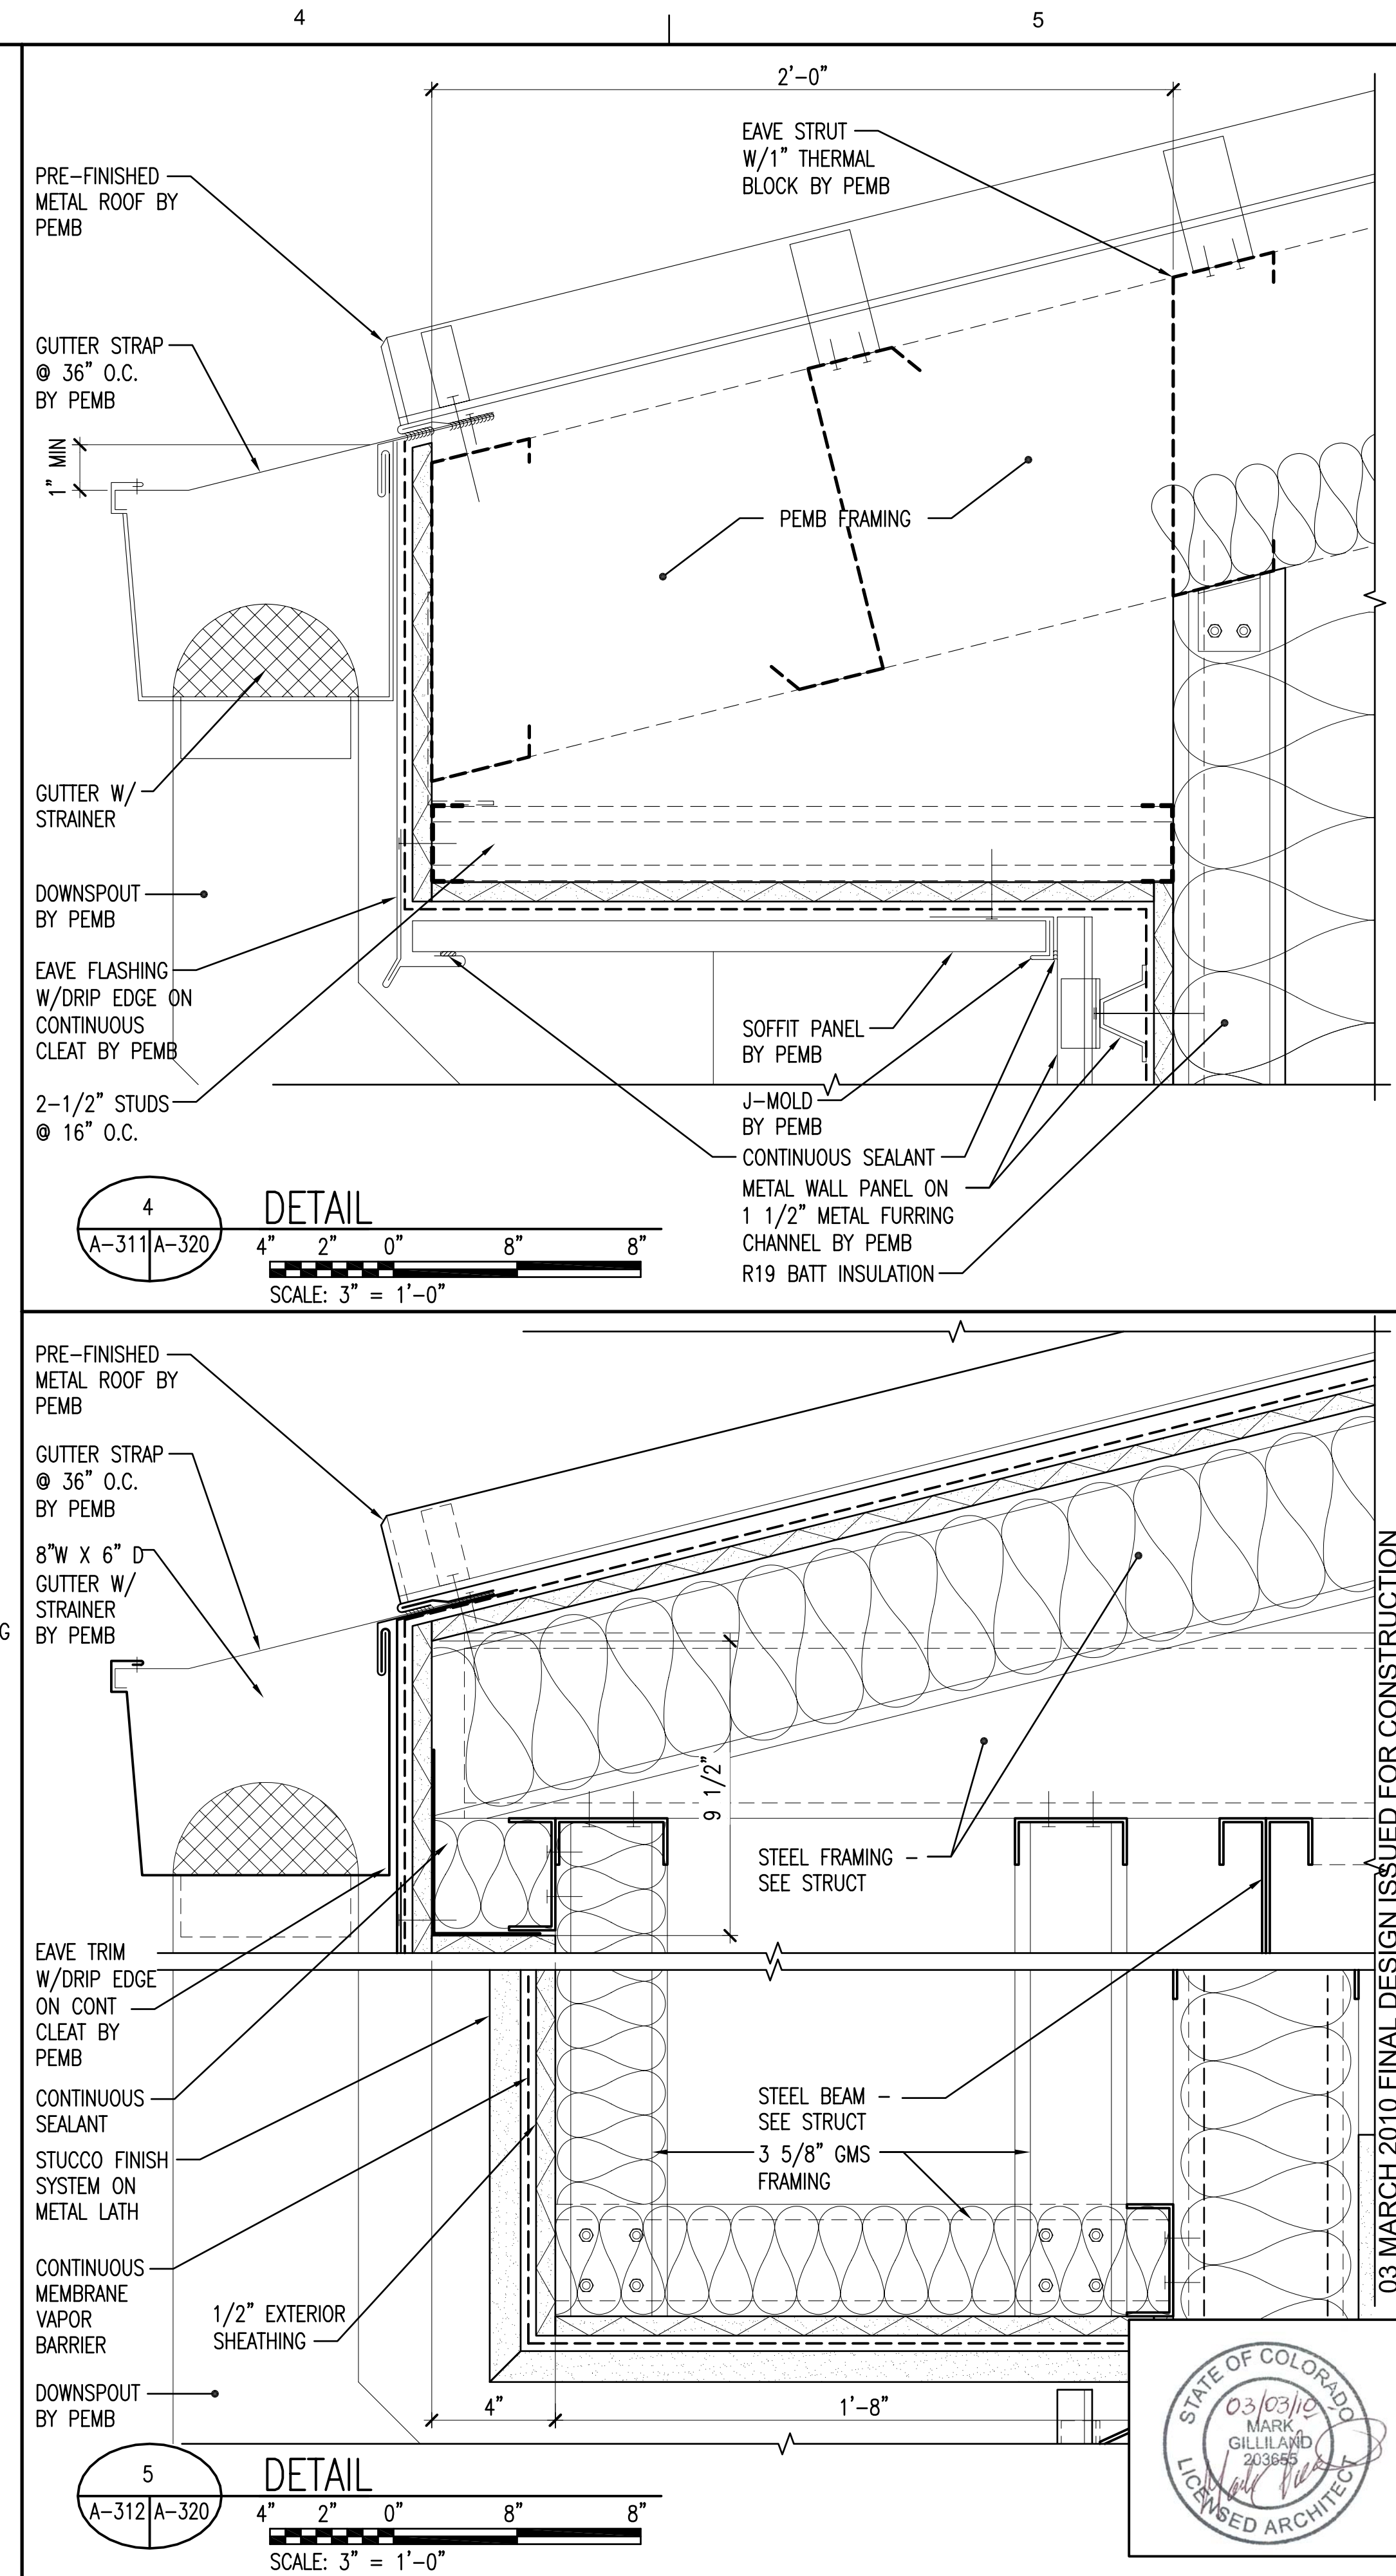 4
5
2'-0"
EAVE STRUT
W/1" THERMAL
BLOCK BY PEMB
PRE-FINISHED
METAL ROOF BY
PEMB
GUTTER STRAP
@ 36" O.C.
BY PEMB
1" MIN
PEMB FRAMING
GUTTER W/
STRAINER
DOWNSPOUT
BY PEMB
EAVE FLASHING
W/DRIP EDGE ON
CONTINUOUS
CLEAT BY PEMB
2-1/2" STUDS
@ 16" O.C.
SOFFIT PANEL
BY PEMB
J-MOLD
BY PEMB
CONTINUOUS SEALANT
METAL WALL PANEL ON
1 1/2" METAL FURRING
CHANNEL BY PEMB
R19 BATT INSULATION
4
A-311 A-320
DETAIL
4" 2" 0" 8" 8"
SCALE: 3" = 1'-0"
PRE-FINISHED
METAL ROOF BY
PEMB
GUTTER STRAP
@ 36" O.C.
BY PEMB
8"W X 6" D
GUTTER W/
STRAINER
BY PEMB
G
9 1/2"
STEEL FRAMING -
SEE STRUCT
EAVE TRIM
W/DRIP EDGE
ON CONT
CLEAT BY
PEMB
CONTINUOUS
SEALANT
STUCCO FINISH
SYSTEM ON
METAL LATH
CONTINUOUS
MEMBRANE
VAPOR
BARRIER
1/2" EXTERIOR
SHEATHING
DOWNSPOUT
BY PEMB
STEEL BEAM -
SEE STRUCT
3 5/8" GMS
FRAMING
4"
1'-8"
5
A-312 A-320
DETAIL
4" 2" 0" 8" 8"
SCALE: 3" = 1'-0"
03 MARCH 2010 FINAL DESIGN ISSUED FOR CONSTRUCTION
STATE OF COLORADO
03/03/10
MARK
GILLILAND
203655
LICENSED ARCHITECT